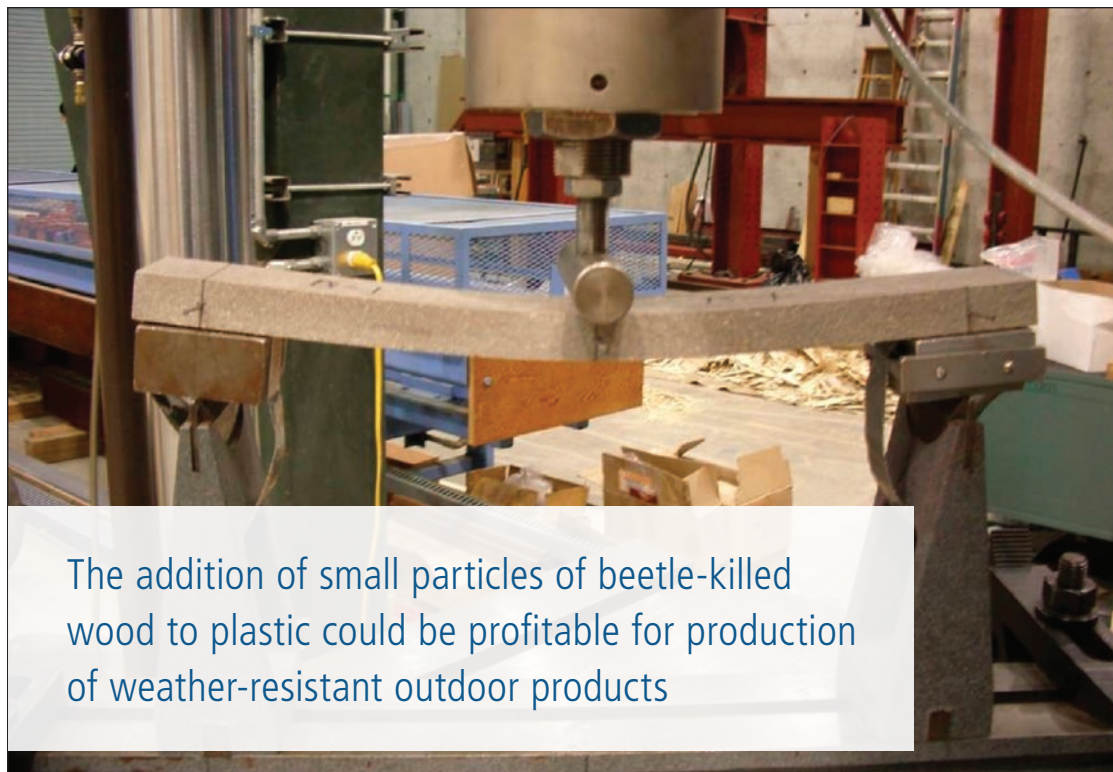 The addition of small particles of beetle-killed
wood to plastic could be profitable for production
of weather-resistant outdoor products